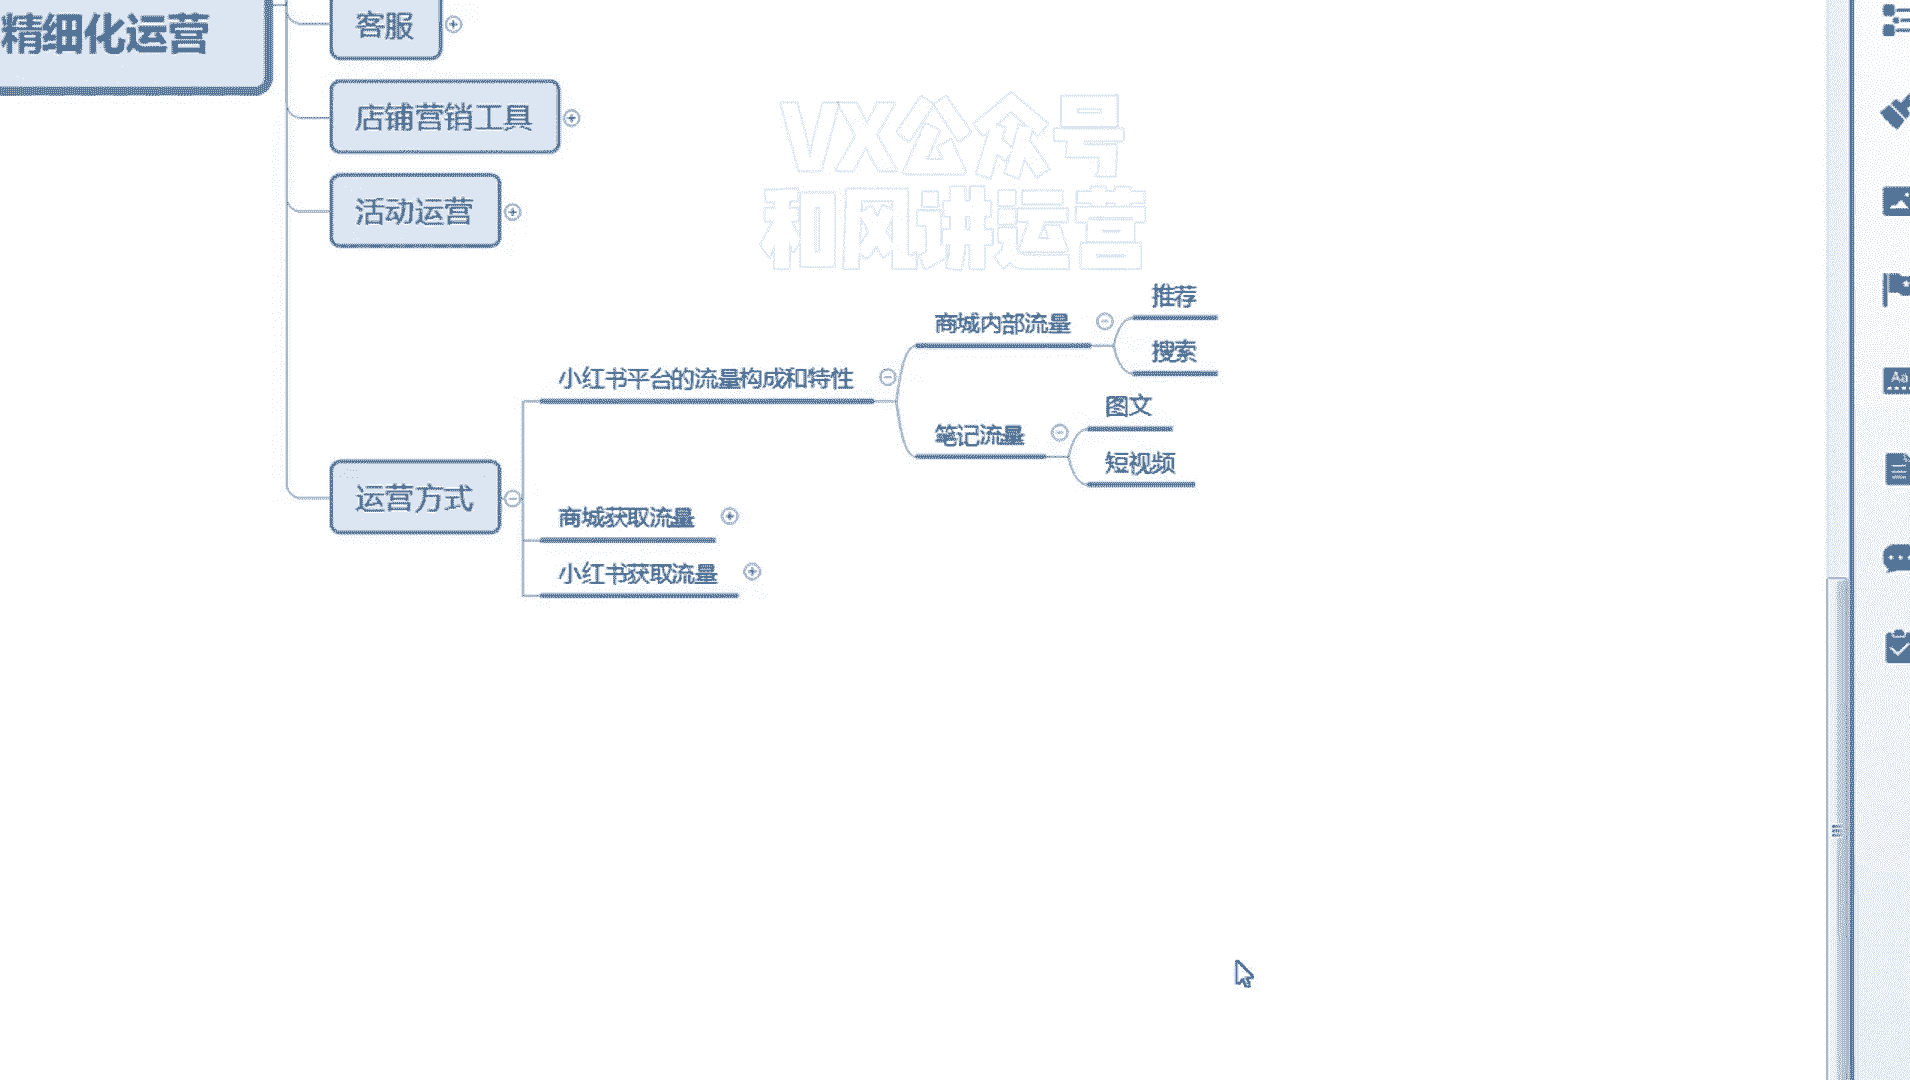 精细化运营
客服
店铺营销工具
活动运营
VX公众号
和风讲运营
运营方式
小红书平台的流量构成和特性
商城内部流量
推荐
搜索
笔记流量
图文
短视频
商城获取流量
小红书获取流量
Aa